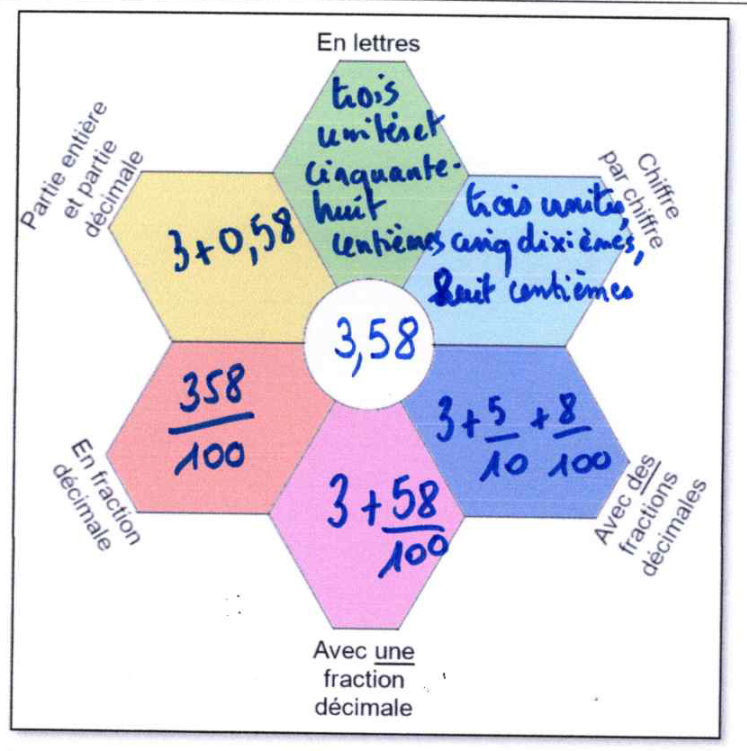 En lettres
trois
unités et
cinquante-
huit
centièmes
Chiffre
par chiffre
trois unités,
cinq dixièmes,
huit centièmes
Partie entière
et partie
décimale
3+0,58
3,58
358
100
En fraction
décimale
3+58
100
Avec une
fraction
décimale
3+5+8
10 100
Avec des
fractions
décimales